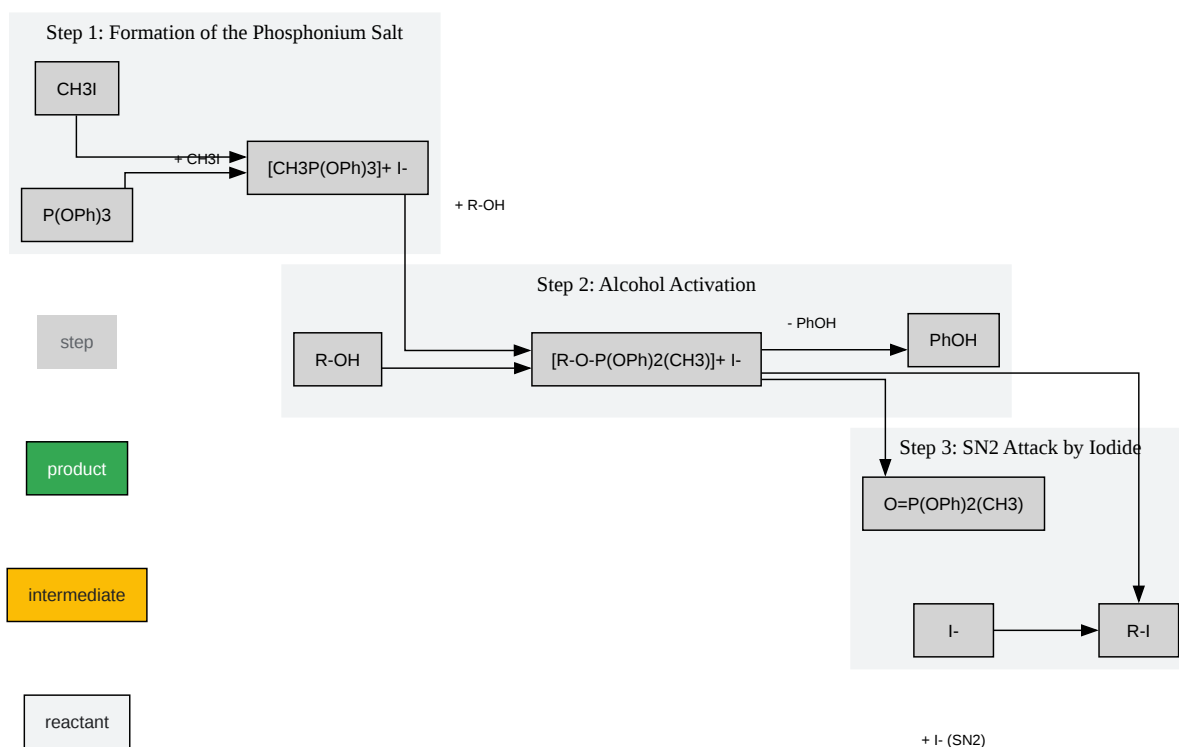 Step 1: Formation of the Phosphonium Salt
CH3I
+ CH3I
[CH3P(OPh)3]+ I-
P(OPh)3
+ R-OH
Step 2: Alcohol Activation
R-OH
[R-O-P(OPh)2(CH3)]+ I-
- PhOH
PhOH
Step 3: SN2 Attack by Iodide
O=P(OPh)2(CH3)
I-
R-I
+ I- (SN2)
step
product
intermediate
reactant